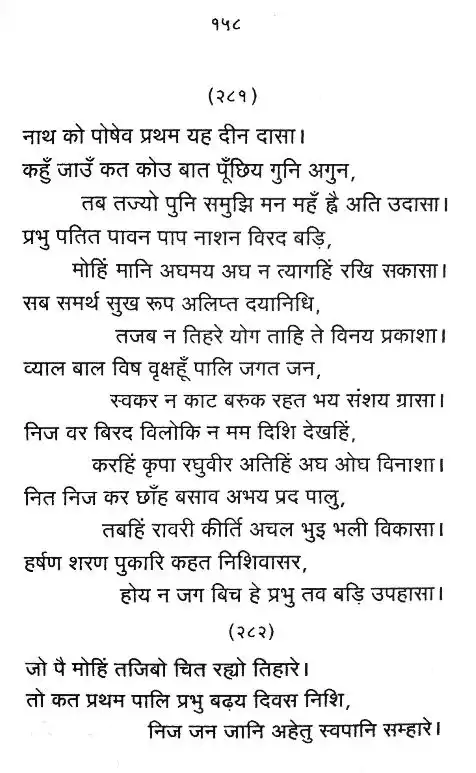 १५८
(२८१)
नाथ को पोषेव प्रथम यह दीन दासा।
कहुँ जाउँ कत कोउ बात पूँछिय गुनि अगुन,
तब तज्यो पुनि समुझि मन महँ ह्वै अति उदासा।
प्रभु पतित पावन पाप नाशन विरद बड़ि,
मोहिं मानि अघमय अघ न त्यागहिं रखि सकासा।
सब समर्थ सुख रूप अलिप्त दयानिधि,
तजब न तिहरे योग ताहि ते विनय प्रकाशा।
व्याल बाल विष वृक्षहूँ पालि जगत जन,
स्वकर न काट बरुक रहत भय संशय ग्रासा।
निज वर बिरद विलोकि न मम दिशि देखहिं,
करहिं कृपा रघुवीर अतिहिं अघ ओघ विनाशा।
नित निज कर छाँह बसाव अभय प्रद पालु,
तबहिं रावरी कीर्ति अचल भुइ भली विकासा।
हर्षण शरण पुकारि कहत निशिवासर,
होय न जग बिच हे प्रभु तव बड़ि उपहासा।
(२८२)
जो पै मोहिं तजिबो चित रह्यो तिहारे।
तो कत प्रथम पालि प्रभु बढ़य दिवस निशि,
निज जन जानि अहेतु स्वपानि सम्हारे।